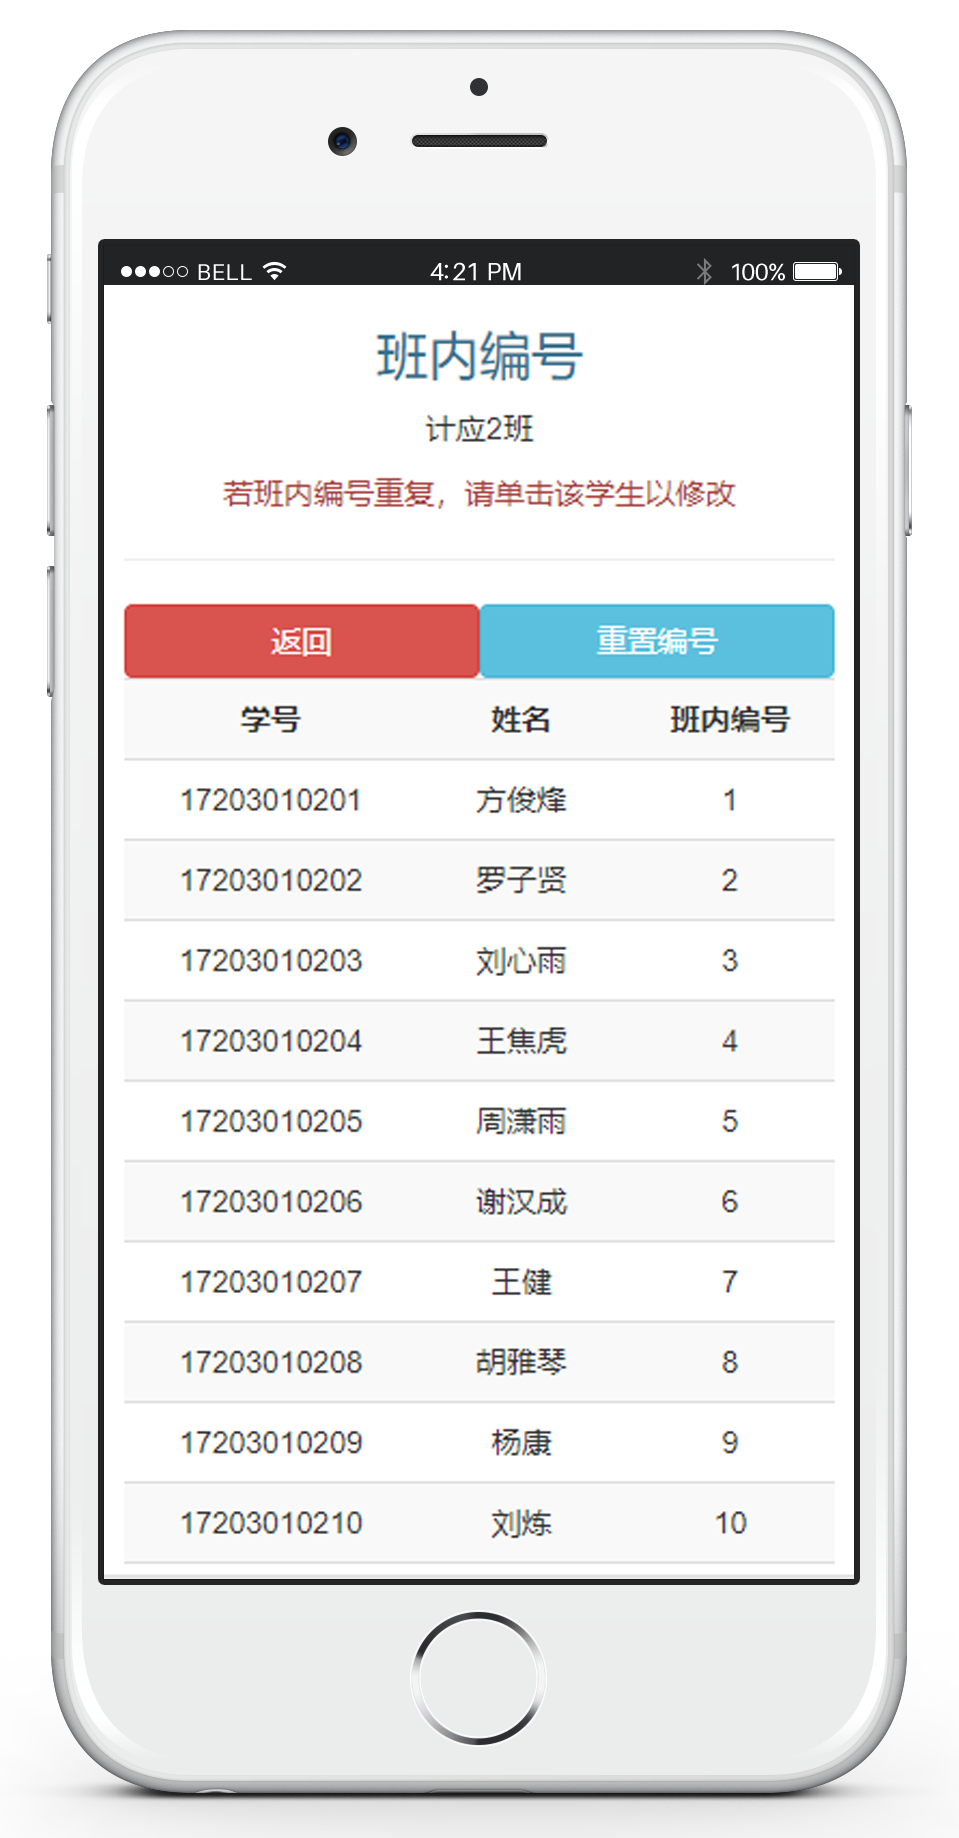 BELL 4:21 PM 100%
班内编号
计应2班
若班内编号重复，请单击该学生以修改
返回 重置编号
学号 姓名 班内编号
17203010201 方俊烽 1
17203010202 罗子贤 2
17203010203 刘心雨 3
17203010204 王焦虎 4
17203010205 周潇雨 5
17203010206 谢汉成 6
17203010207 王健 7
17203010208 胡雅琴 8
17203010209 杨康 9
17203010210 刘炼 10